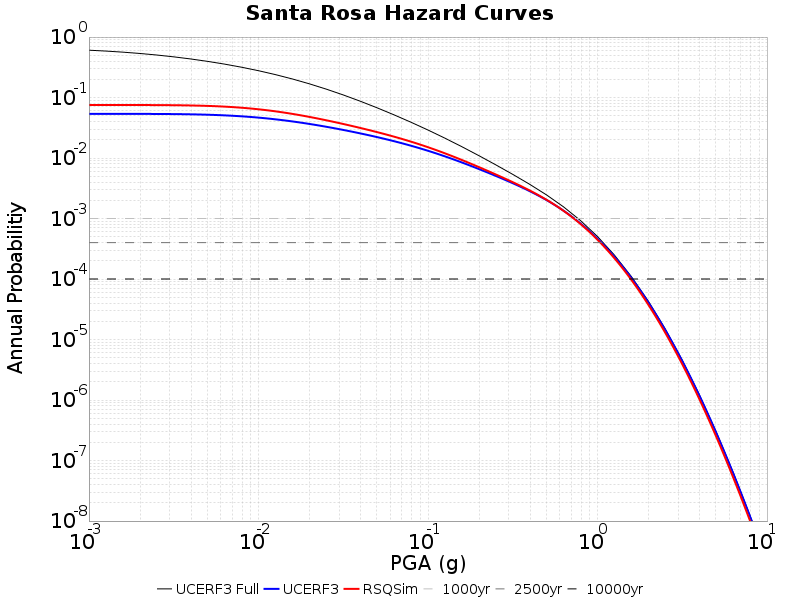 Santa Rosa Hazard Curves
Annual Probabilitiy
10^0
10^-1
10^-2
10^-3
10^-4
10^-5
10^-6
10^-7
10^-8
10^-3 10^-2 10^-1 10^0 10^1
PGA (g)
UCERF3 Full UCERF3 RSQSim 1000yr 2500yr 10000yr